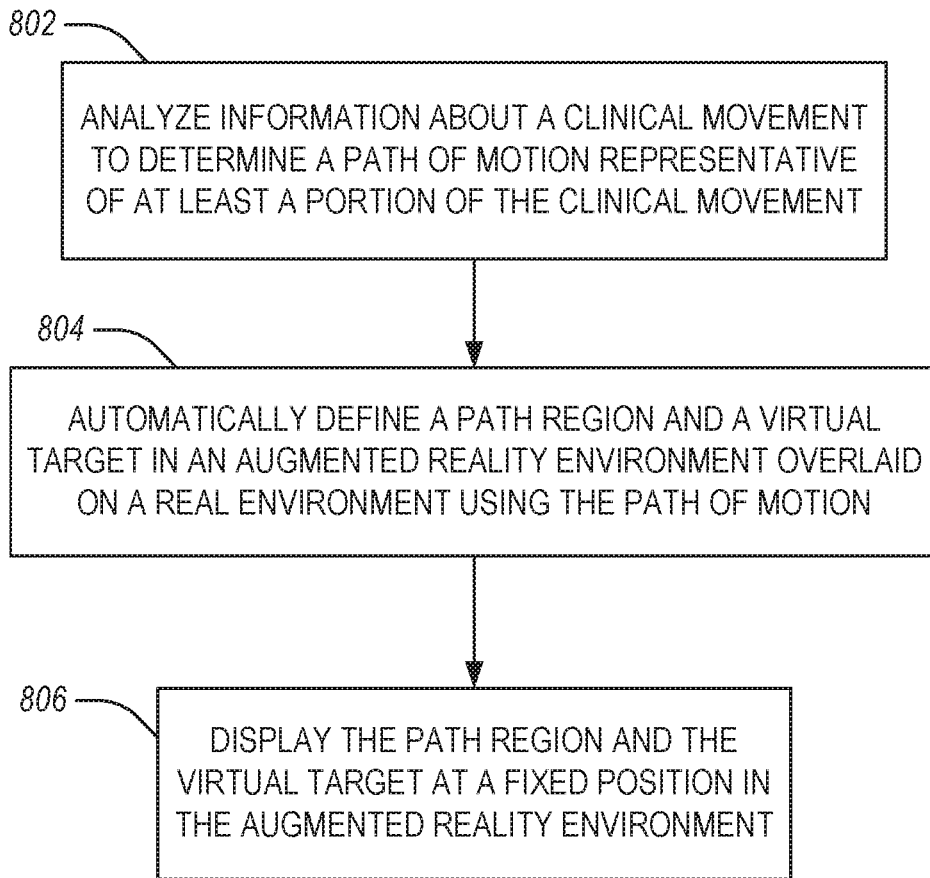 802
ANALYZE INFORMATION ABOUT A CLINICAL MOVEMENT
TO DETERMINE A PATH OF MOTION REPRESENTATIVE
OF AT LEAST A PORTION OF THE CLINICAL MOVEMENT
804
AUTOMATICALLY DEFINE A PATH REGION AND A VIRTUAL
TARGET IN AN AUGMENTED REALITY ENVIRONMENT OVERLAID
ON A REAL ENVIRONMENT USING THE PATH OF MOTION
806
DISPLAY THE PATH REGION AND THE
VIRTUAL TARGET AT A FIXED POSITION IN
THE AUGMENTED REALITY ENVIRONMENT